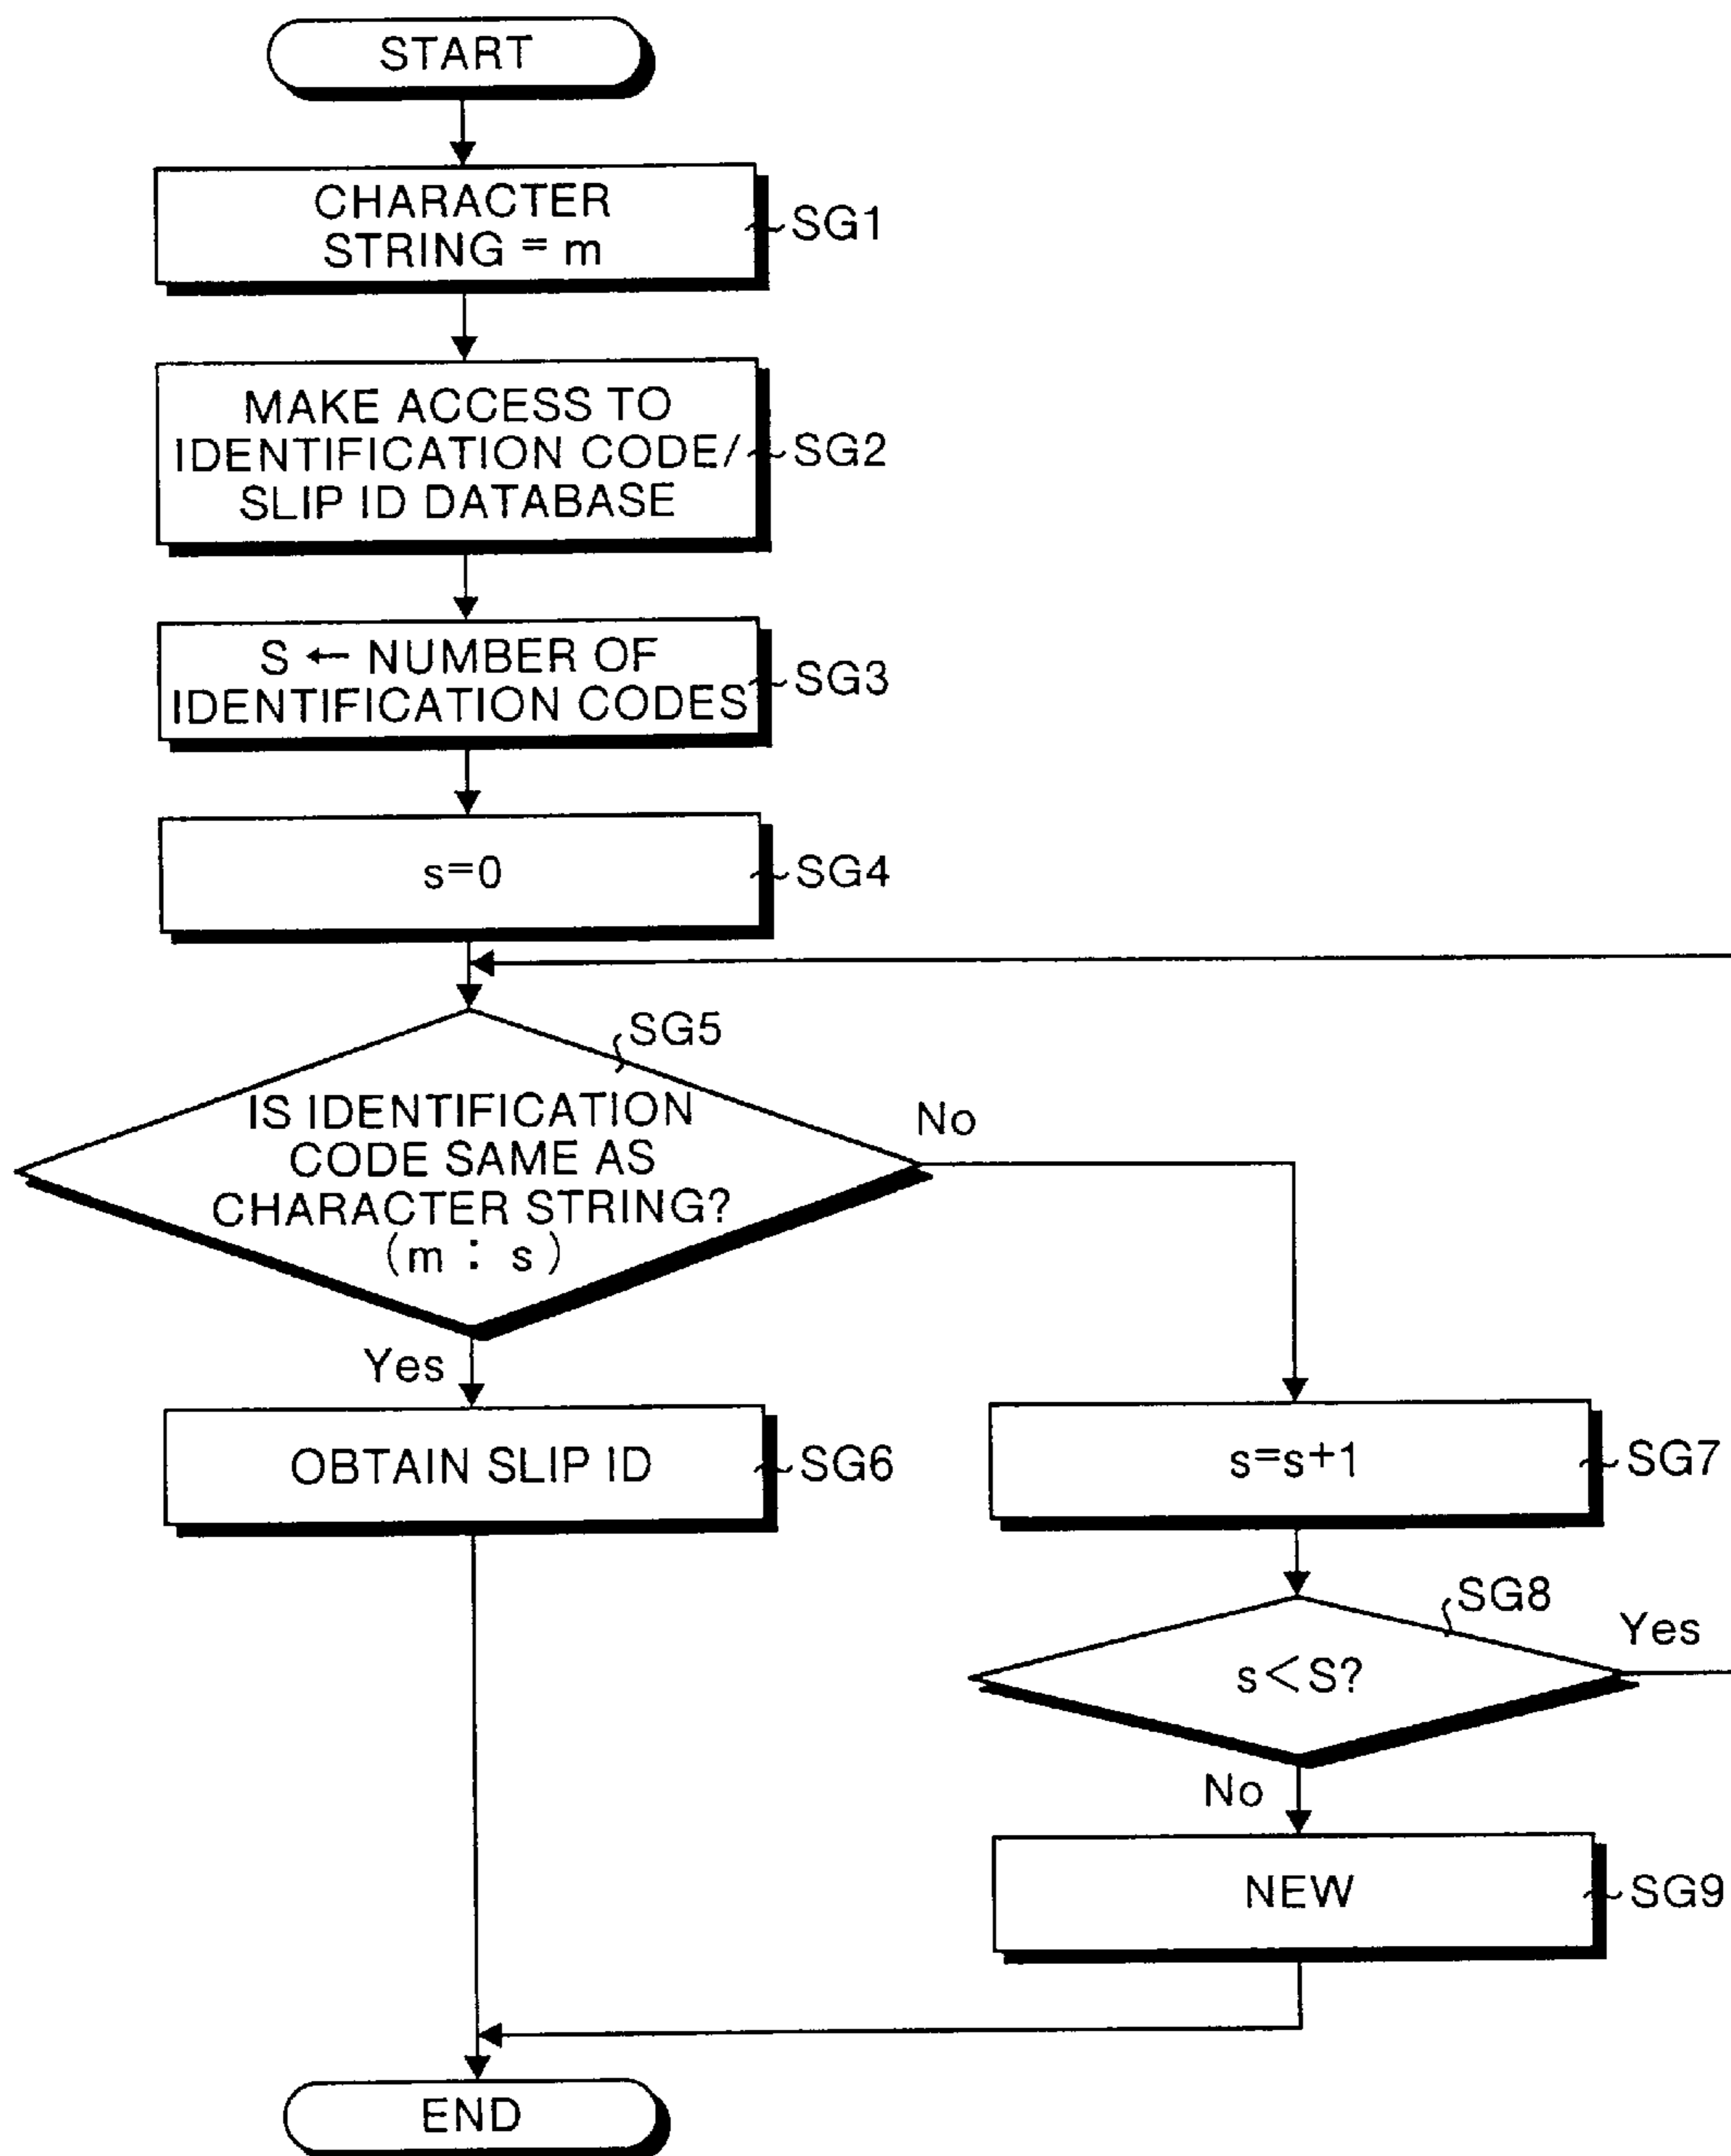 START
CHARACTER
STRING = m
SG1
MAKE ACCESS TO
IDENTIFICATION CODE/
SLIP ID DATABASE
SG2
S ← NUMBER OF
IDENTIFICATION CODES
SG3
s=0
SG4
SG5
IS IDENTIFICATION
CODE SAME AS
CHARACTER STRING?
(m : s)
No
Yes
OBTAIN SLIP ID
SG6
s=s+1
SG7
SG8
s<S?
Yes
No
NEW
SG9
END